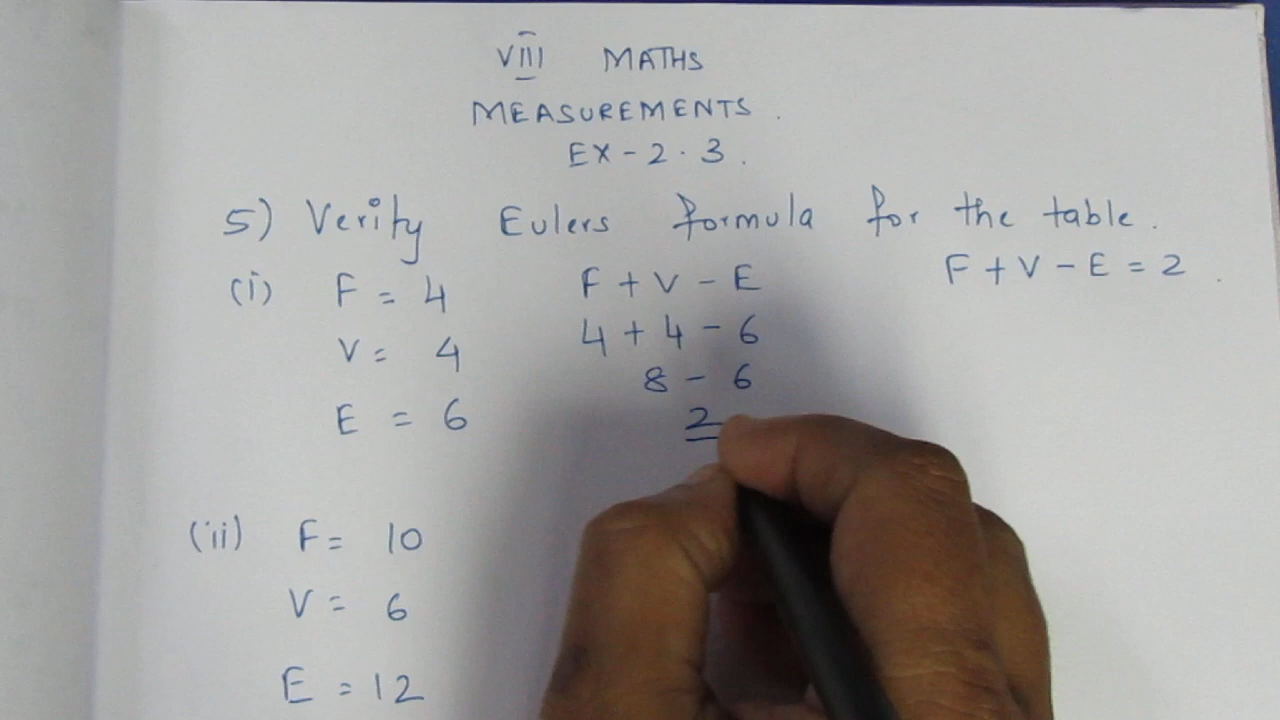 VIII MATHS
MEASUREMENTS.
EX - 2.3.
5) Verify Eulers formula for the table.
F + V - E = 2.
(i) F = 4 F + V - E
V = 4 4 + 4 - 6
8 - 6
E = 6 2
(ii) F = 10
V = 6
E = 12